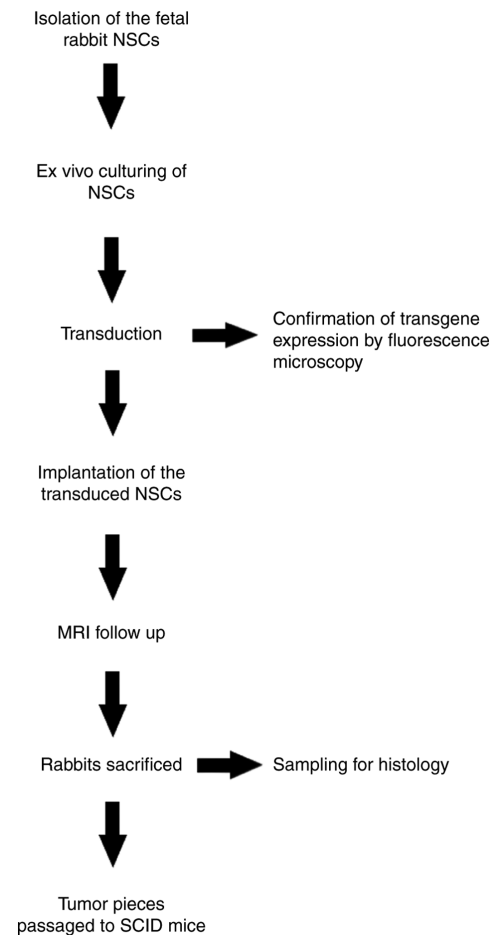 Isolation of the fetal
rabbit NSCs
Ex vivo culturing of
NSCs
Transduction
Confirmation of transgene
expression by fluorescence
microscopy
Implantation of the
transduced NSCs
MRI follow up
Rabbits sacrificed
Sampling for histology
Tumor pieces
passaged to SCID mice